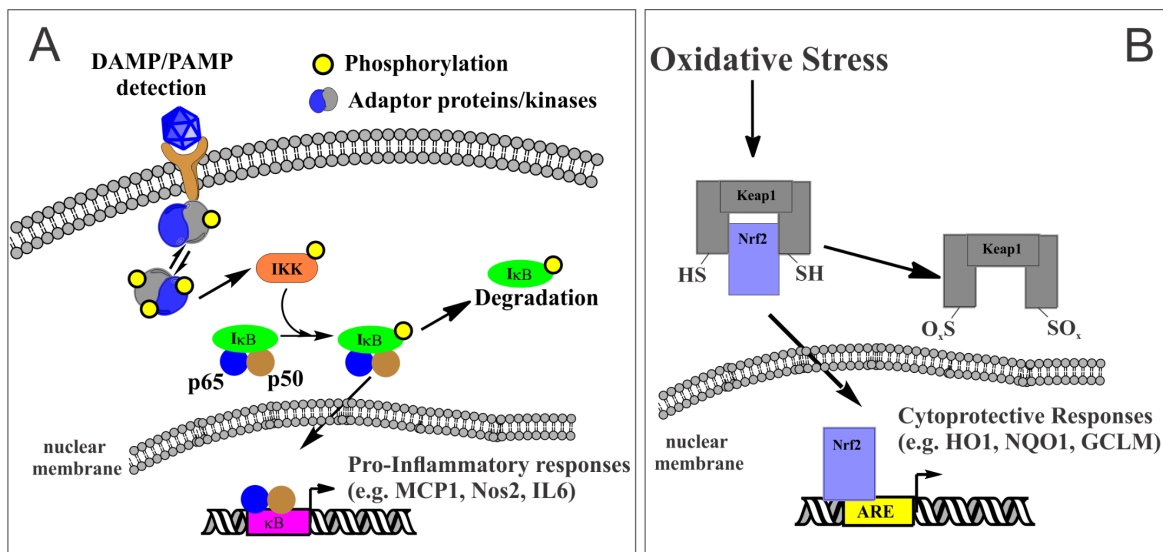 A
DAMP/PAMP
detection
Phosphorylation
Adaptor proteins/kinases
IKK
IκB
Degradation
IκB
IκB
p65
p50
nuclear
membrane
Pro-Inflammatory responses
(e.g. MCP1, Nos2, IL6)
κB
B
Oxidative Stress
Keap1
Nrf2
HS
SH
Keap1
OxS
SOx
Cytoprotective Responses
(e.g. HO1, NQO1, GCLM)
nuclear
membrane
Nrf2
ARE